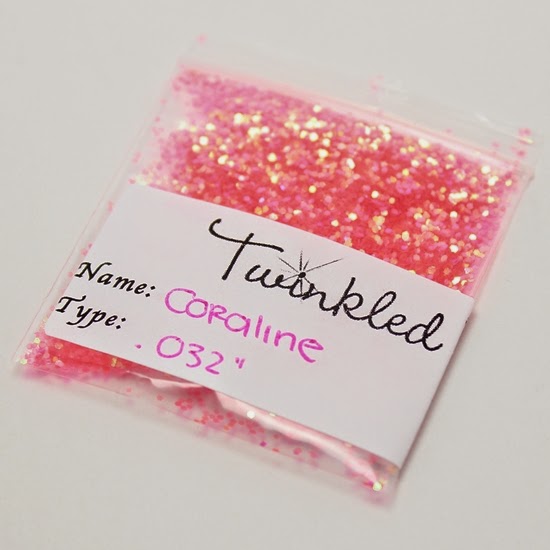 Twinkled
Name: Coraline
Type: .032"